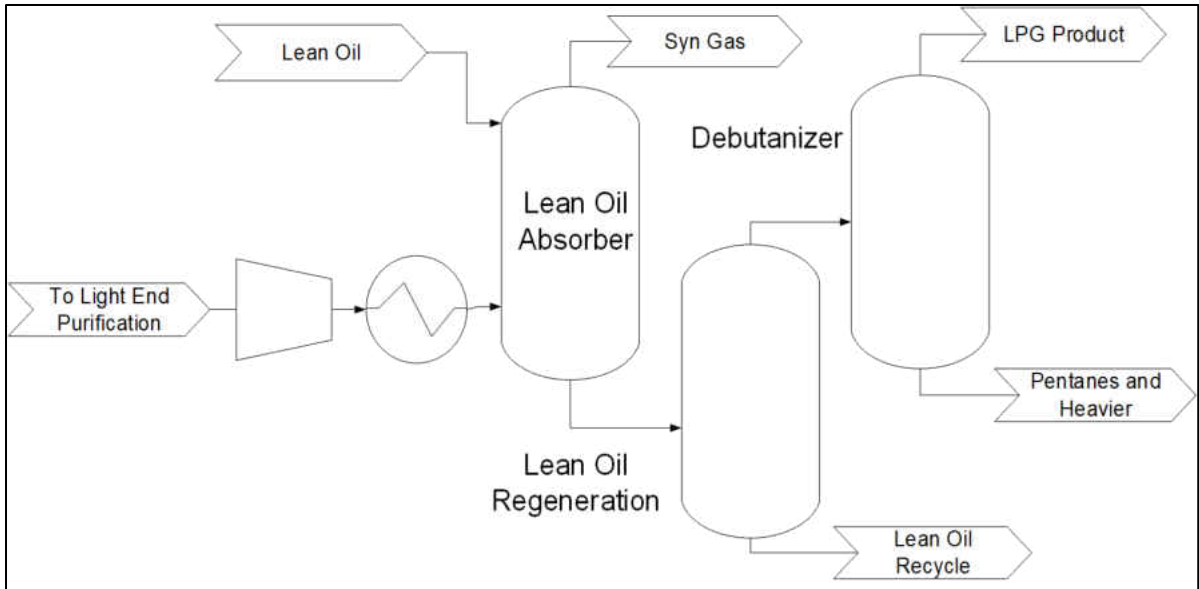 Lean Oil
Syn Gas
LPG Product
Debutanizer
Lean Oil
Absorber
To Light End
Purification
Pentanes and
Heavier
Lean Oil
Regeneration
Lean Oil
Recycle